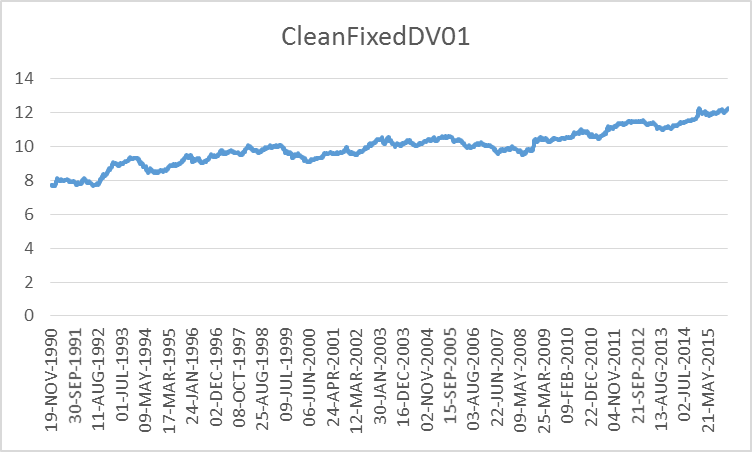 CleanFixedDV01
14
12
10
8
6
4
2
0
19-NOV-1990
30-SEP-1991
11-AUG-1992
01-JUL-1993
09-MAY-1994
17-MAR-1995
24-JAN-1996
02-DEC-1996
08-OCT-1997
25-AUG-1998
09-JUL-1999
06-JUN-2000
24-APR-2001
12-MAR-2002
30-JAN-2003
16-DEC-2003
02-NOV-2004
15-SEP-2005
03-AUG-2006
22-JUN-2007
09-MAY-2008
25-MAR-2009
09-FEB-2010
22-DEC-2010
04-NOV-2011
21-SEP-2012
13-AUG-2013
02-JUL-2014
21-MAY-2015